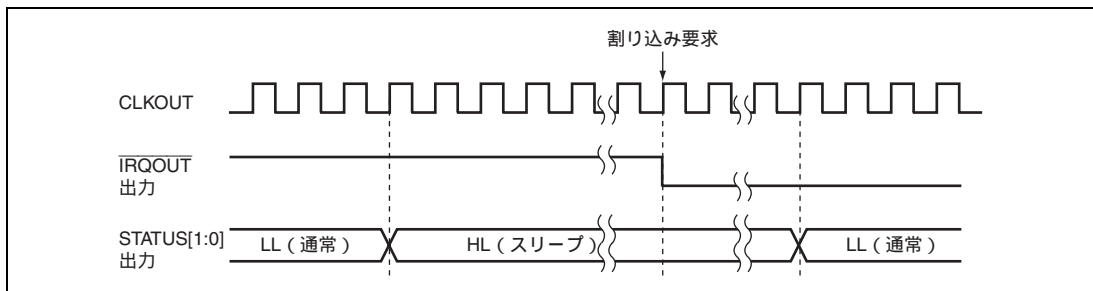 割り込み要求
CLKOUT
IRQOUT
出力
STATUS[1:0]
出力
LL（通常）
HL（スリープ）
LL（通常）